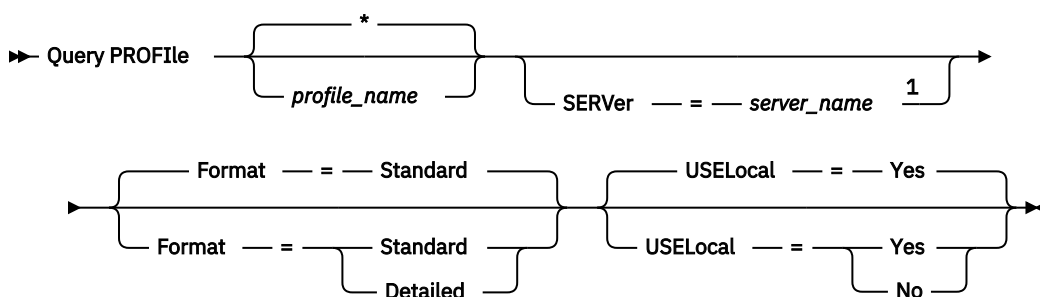 *
Query PROFIle
profile_name
SERVer = server_name 1
Format = Standard USELocal = Yes
Format = Standard USELocal = Yes
Detailed No